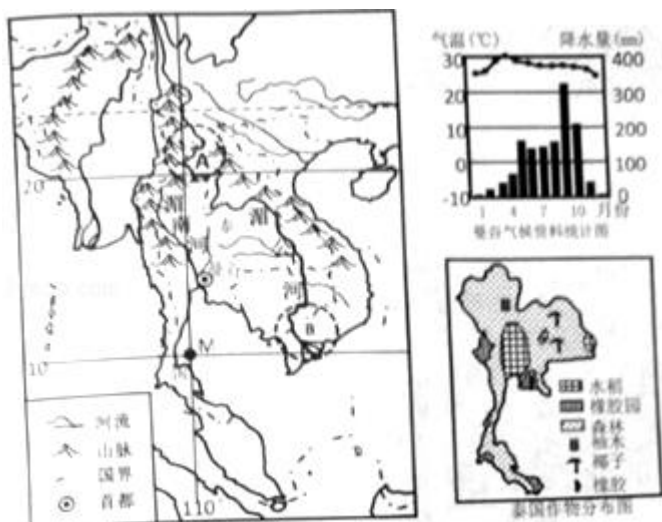 气温(℃) 降水量(mm)
30 400
20 300
10 200
0 100
-10 0
1 4 7 10 月份
曼谷气候资料统计图
A
20
湄 湄
南
河
河
B
M
10
110
河流
山脉
国界
首都
水稻
橡胶园
森林
柚木
椰子
橡胶
泰国作物分布图